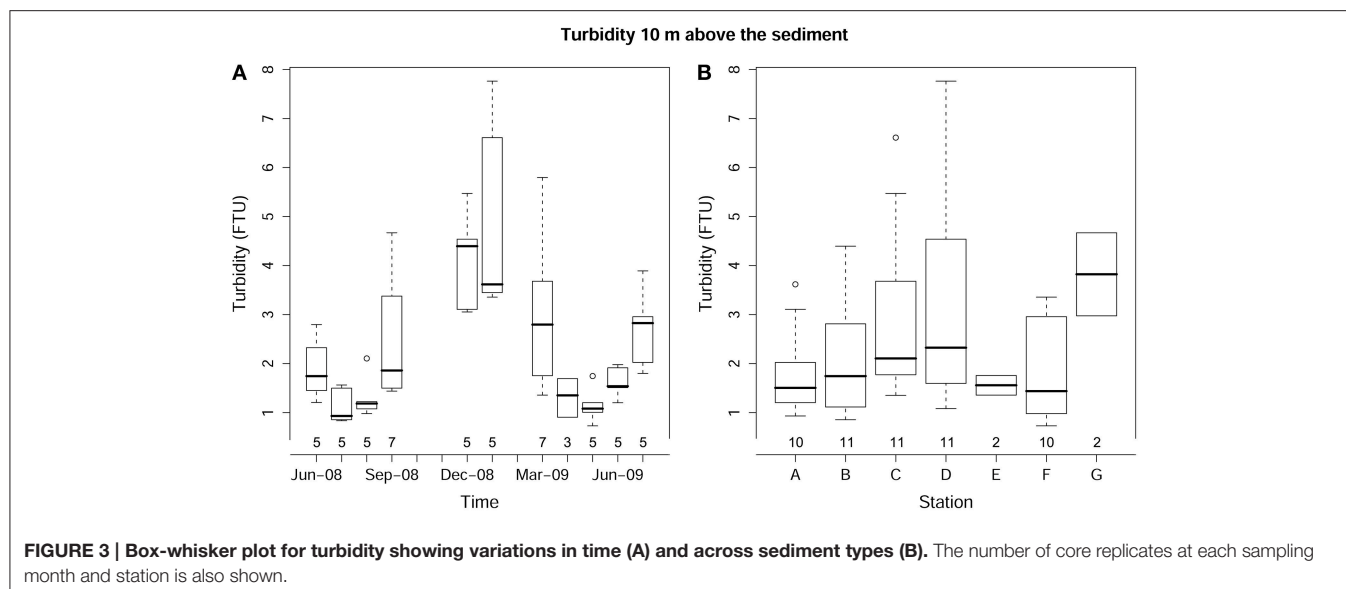 Turbidity 10 m above the sediment
A
8
7
6
5
4
3
2
1
Turbidity (FTU)
5 5 5 7 5 5 7 3 5 5 5
Jun-08 Sep-08 Dec-08 Mar-09 Jun-09
Time
B
8
7
6
5
4
3
2
1
Turbidity (FTU)
10 11 11 11 2 10 2
A B C D E F G
Station
FIGURE 3 | Box-whisker plot for turbidity showing variations in time (A) and across sediment types (B). The number of core replicates at each sampling
month and station is also shown.